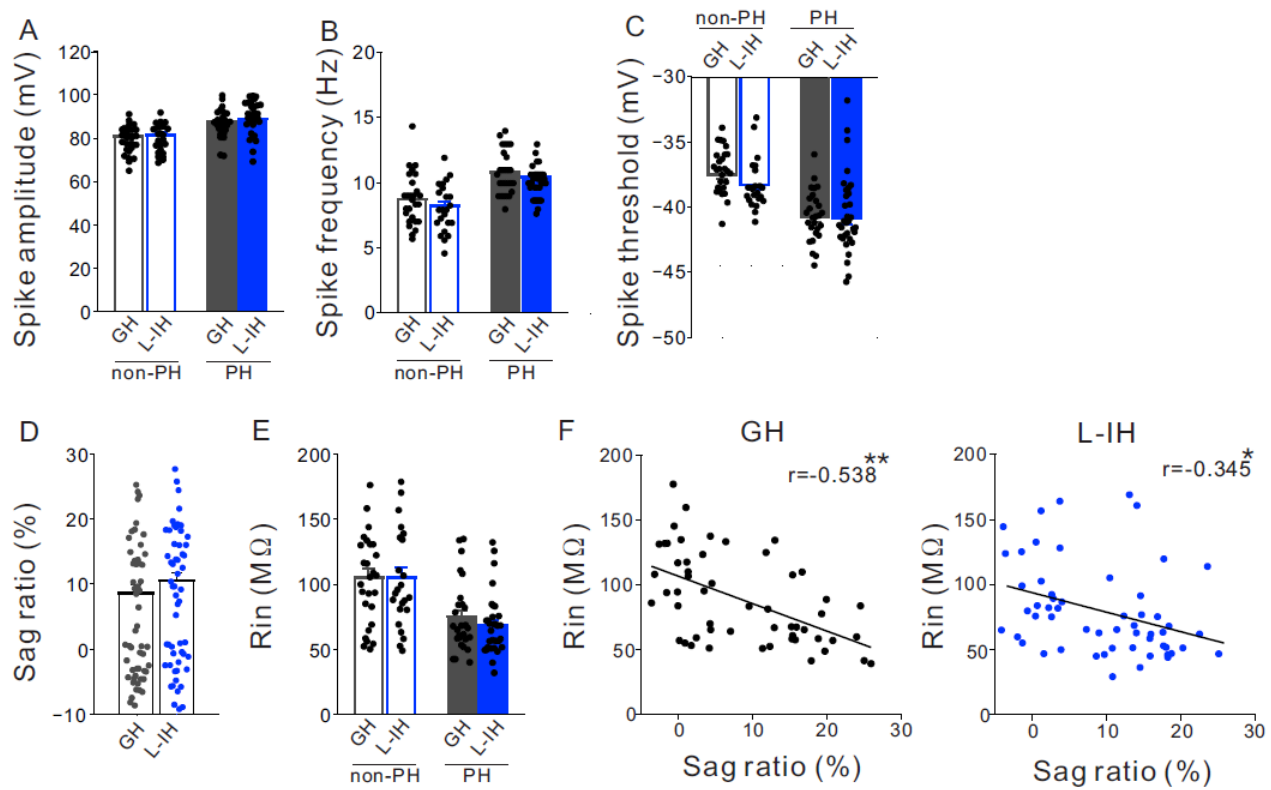 A
Spike amplitude (mV)
120
100
80
60
40
20
0
GH
L-IH
GH
L-IH
non-PH
PH
B
Spike frequency (Hz)
20
15
10
5
0
GH
L-IH
GH
L-IH
non-PH
PH
C
non-PH
PH
GH
L-IH
GH
L-IH
Spike threshold (mV)
−30
−35
−40
−45
−50
D
Sag ratio (%)
30
20
10
0
−10
GH
L-IH
E
Rin (MΩ)
200
150
100
50
0
GH
L-IH
GH
L-IH
non-PH
PH
F
GH
**
r=-0.538
Rin (MΩ)
200
150
100
50
0
0
10
20
30
Sag ratio (%)
L-IH
*
r=-0.345
Rin (MΩ)
200
150
100
50
0
0
10
20
30
Sag ratio (%)